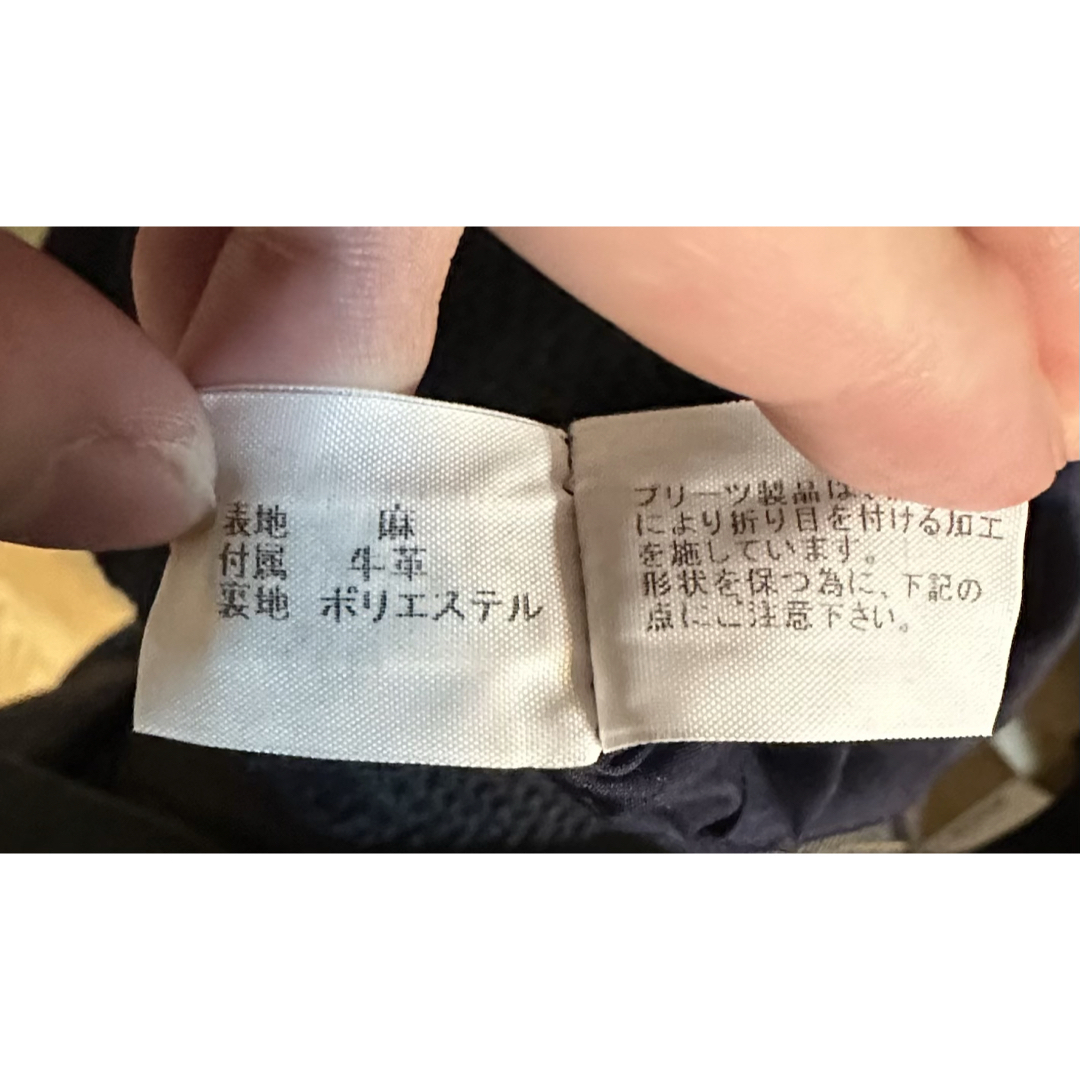 表地 麻
付属 牛革
裏地 ポリエステル
プリーツ製品は
により折り目を付ける加工
を施しています。
形状を保つ為に、下記の
点にご注意下さい。